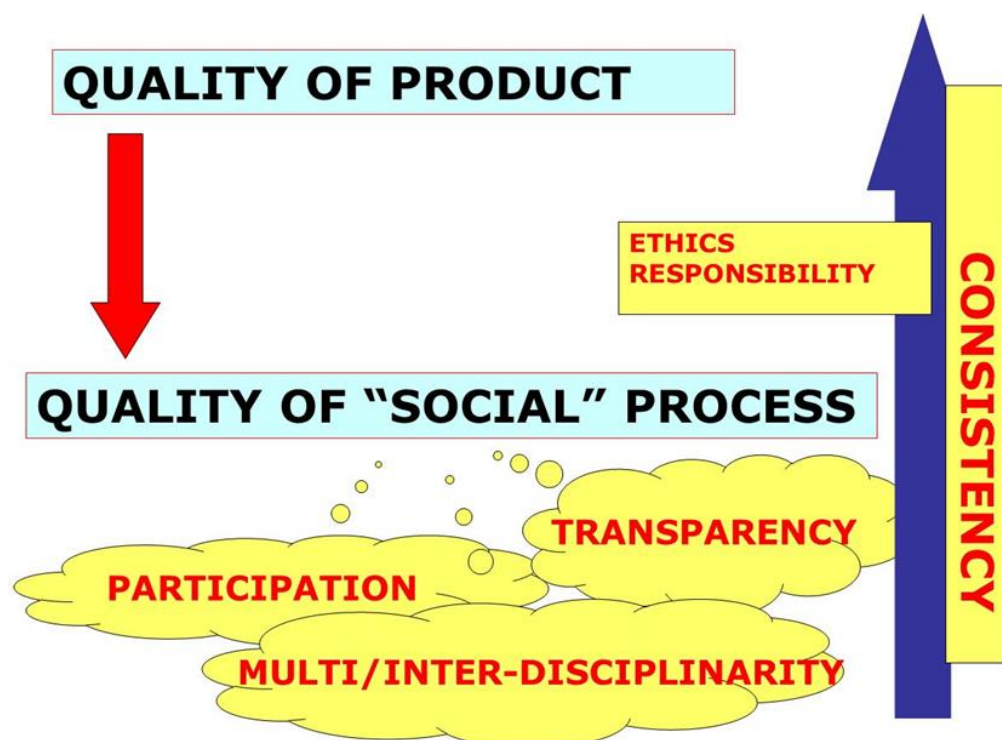 QUALITY OF PRODUCT
ETHICS
RESPONSIBILITY
CONSISTENCY
QUALITY OF “SOCIAL” PROCESS
TRANSPARENCY
PARTICIPATION
MULTI/INTER-DISCIPLINARITY